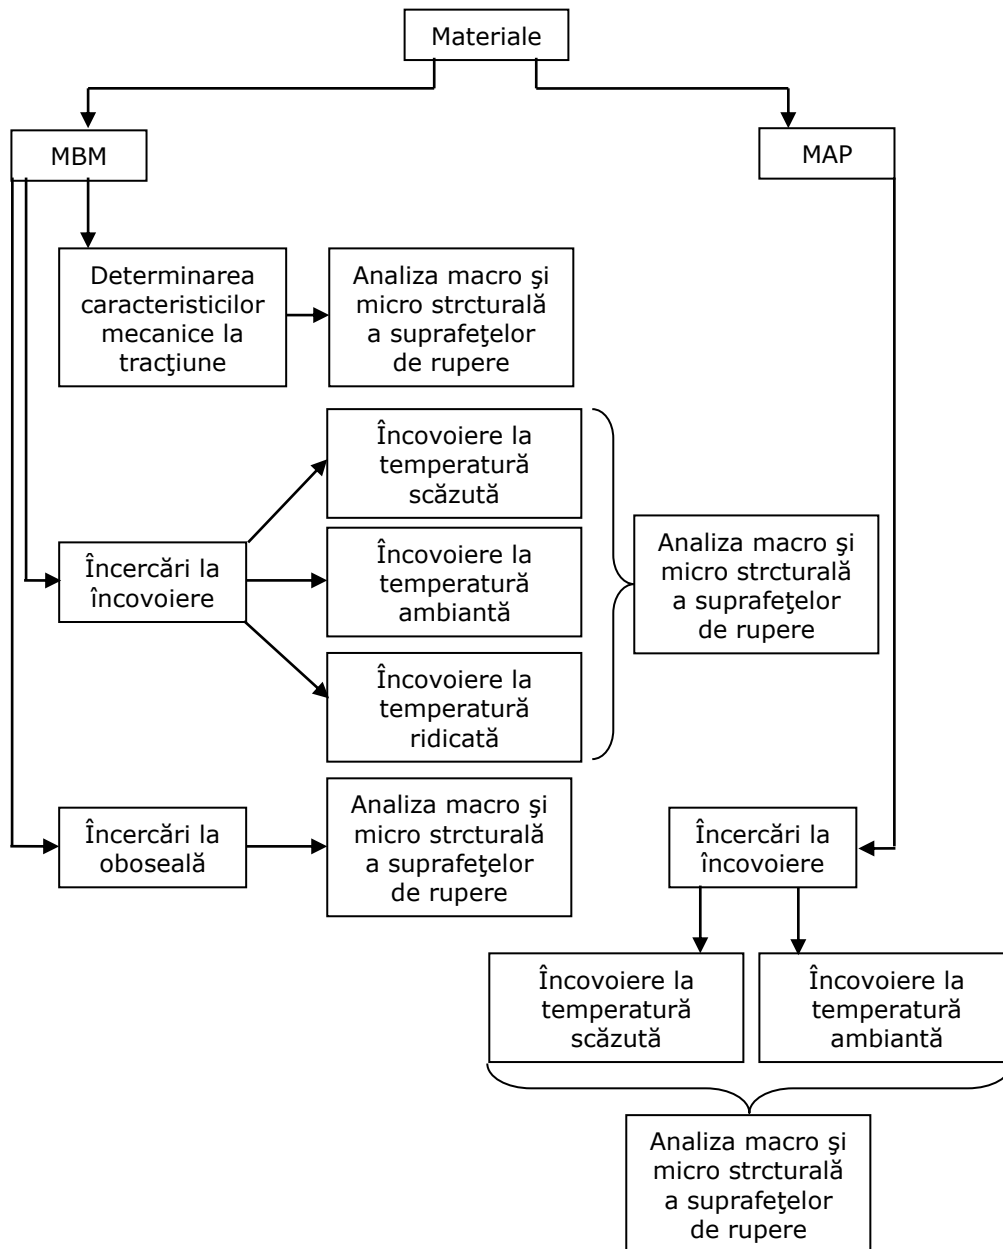 Materiale
MBM
MAP
Determinarea
caracteristicilor
mecanice la
tracţiune
Analiza macro şi
micro strcturală
a suprafeţelor
de rupere
Încovoiere la
temperatură
scăzută
Încercări la
încovoiere
Încovoiere la
temperatură
ambiantă
Analiza macro şi
micro strcturală
a suprafeţelor
de rupere
Încovoiere la
temperatură
ridicată
Încercări la
oboseală
Analiza macro şi
micro strcturală
a suprafeţelor
de rupere
Încercări la
încovoiere
Încovoiere la
temperatură
scăzută
Încovoiere la
temperatură
ambiantă
Analiza macro şi
micro strcturală
a suprafeţelor
de rupere